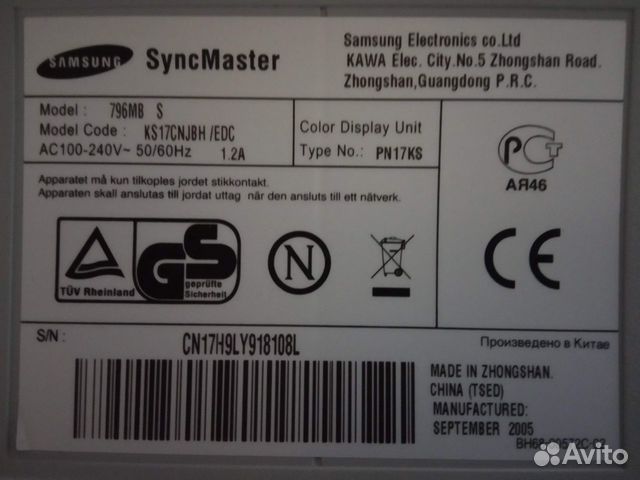 SAMSUNG SyncMaster
Samsung Electronics co.Ltd
KAWA Elec. City.No.5 Zhongshan Road.
Zhongshan,Guangdong P.R.C.
Model : 796MB S
Model Code : KS17CNJBH /EDC
AC100-240V~ 50/60Hz 1.2A
Color Display Unit
Type No.: PN17KS
РСТ
АЯ46
Apparatet må kun tilkoples jordet stikkontakt.
Apparaten skall anslutas till jordat uttag när den ansluts till ett nätverk.
TÜV Rheinland
GS
geprüfte
Sicherheit
N
CE
S/N :
CN17H9LY918108L
Произведено в Китае
MADE IN ZHONGSHAN.
CHINA (TSED)
MANUFACTURED:
SEPTEMBER 2005
Avito